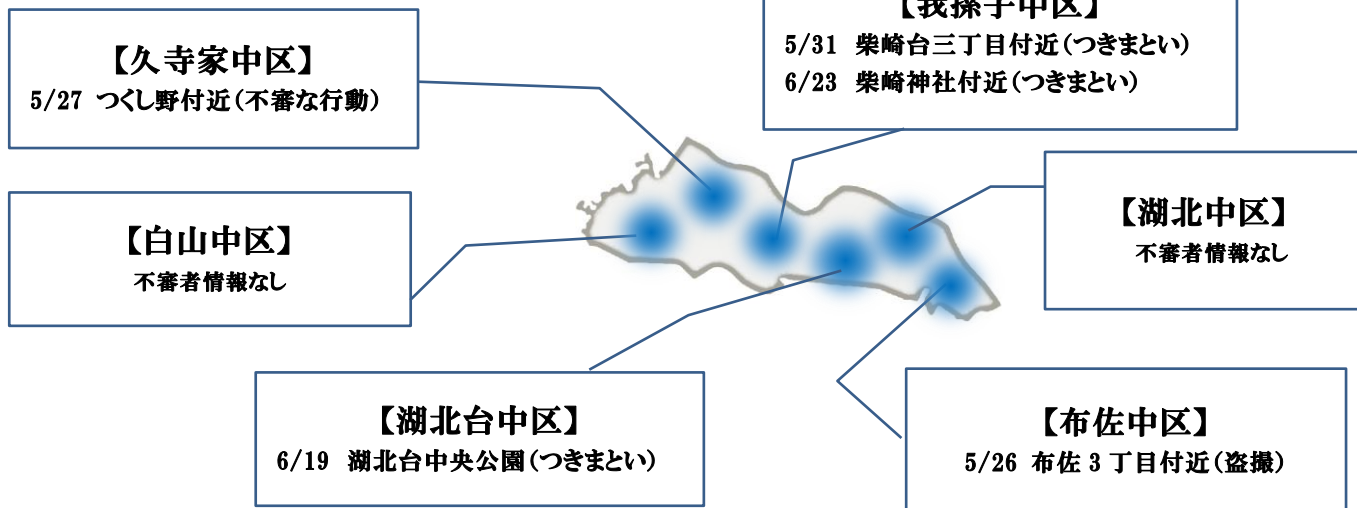 【久寺家中区】
5/27 つくし野付近(不審な行動)
【我孫子中区】
5/31 柴崎台三丁目付近(つきまとい)
6/23 柴崎神社付近(つきまとい)
【白山中区】
不審者情報なし
【湖北中区】
不審者情報なし
【湖北台中区】
6/19 湖北台中央公園(つきまとい)
【布佐中区】
5/26 布佐3丁目付近(盗撮)